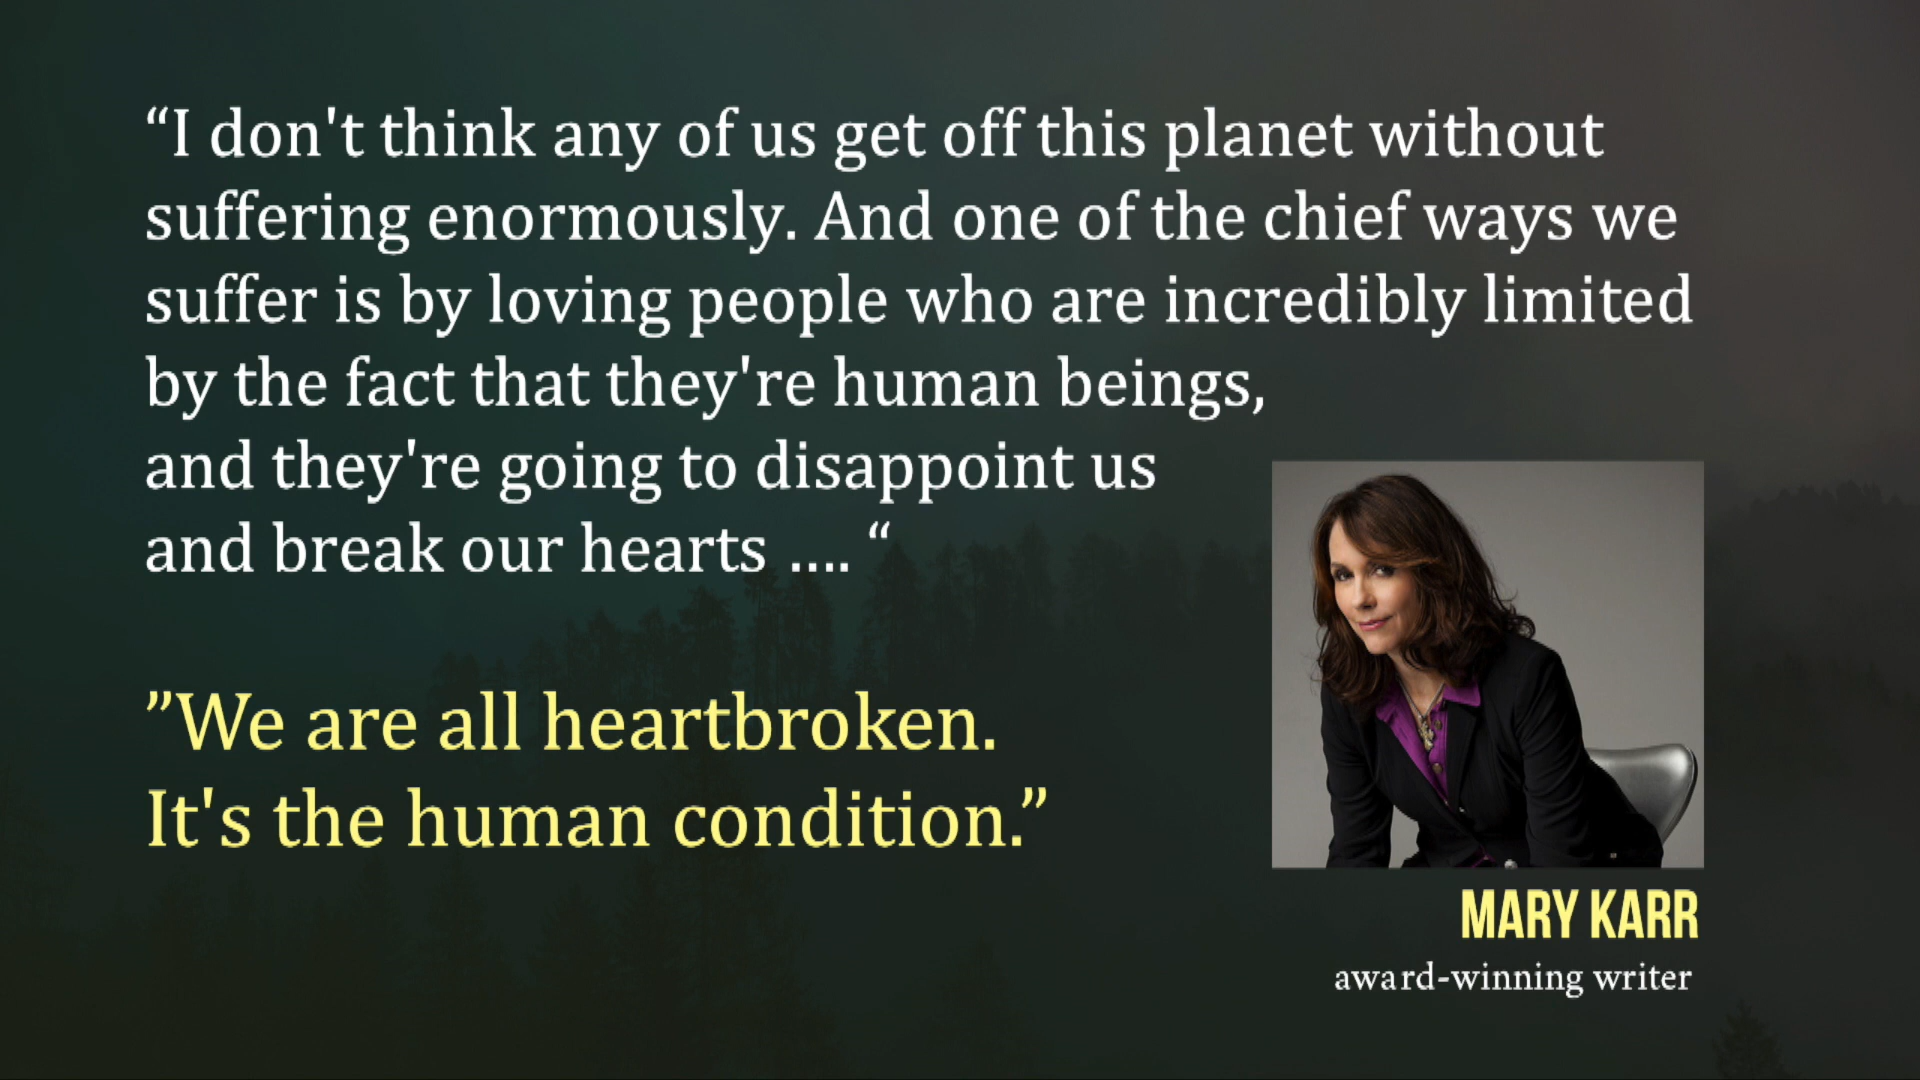 “I don't think any of us get off this planet without
suffering enormously. And one of the chief ways we
suffer is by loving people who are incredibly limited
by the fact that they're human beings,
and they're going to disappoint us
and break our hearts .... “
”We are all heartbroken.
It's the human condition.”
MARY KARR
award-winning writer